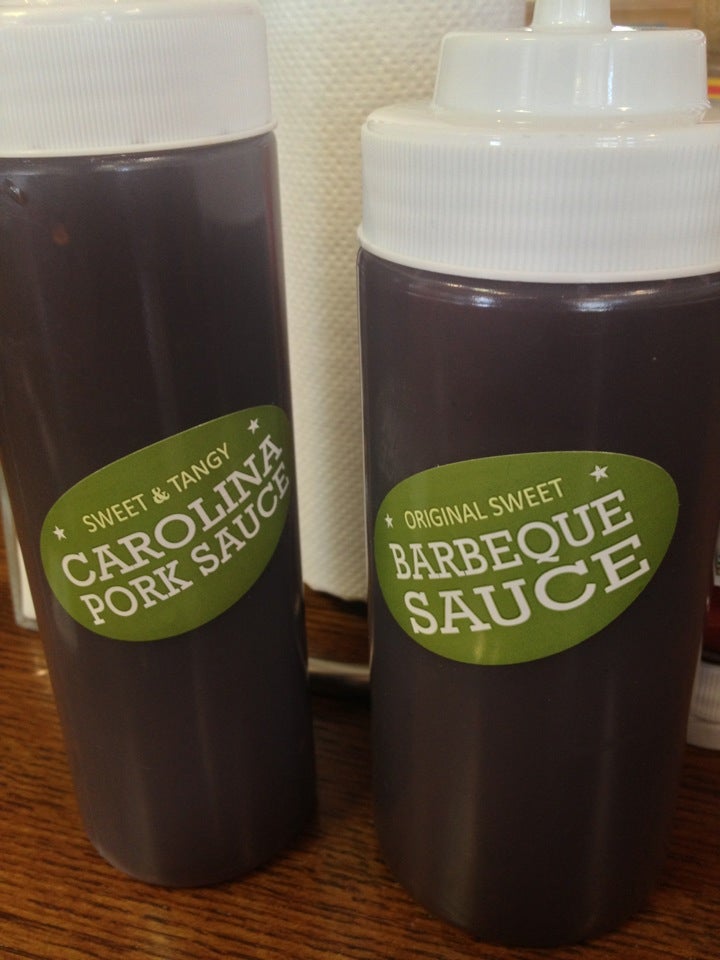 SWEET & TANGY
CAROLINA
PORK SAUCE
ORIGINAL SWEET
BARBEQUE
SAUCE